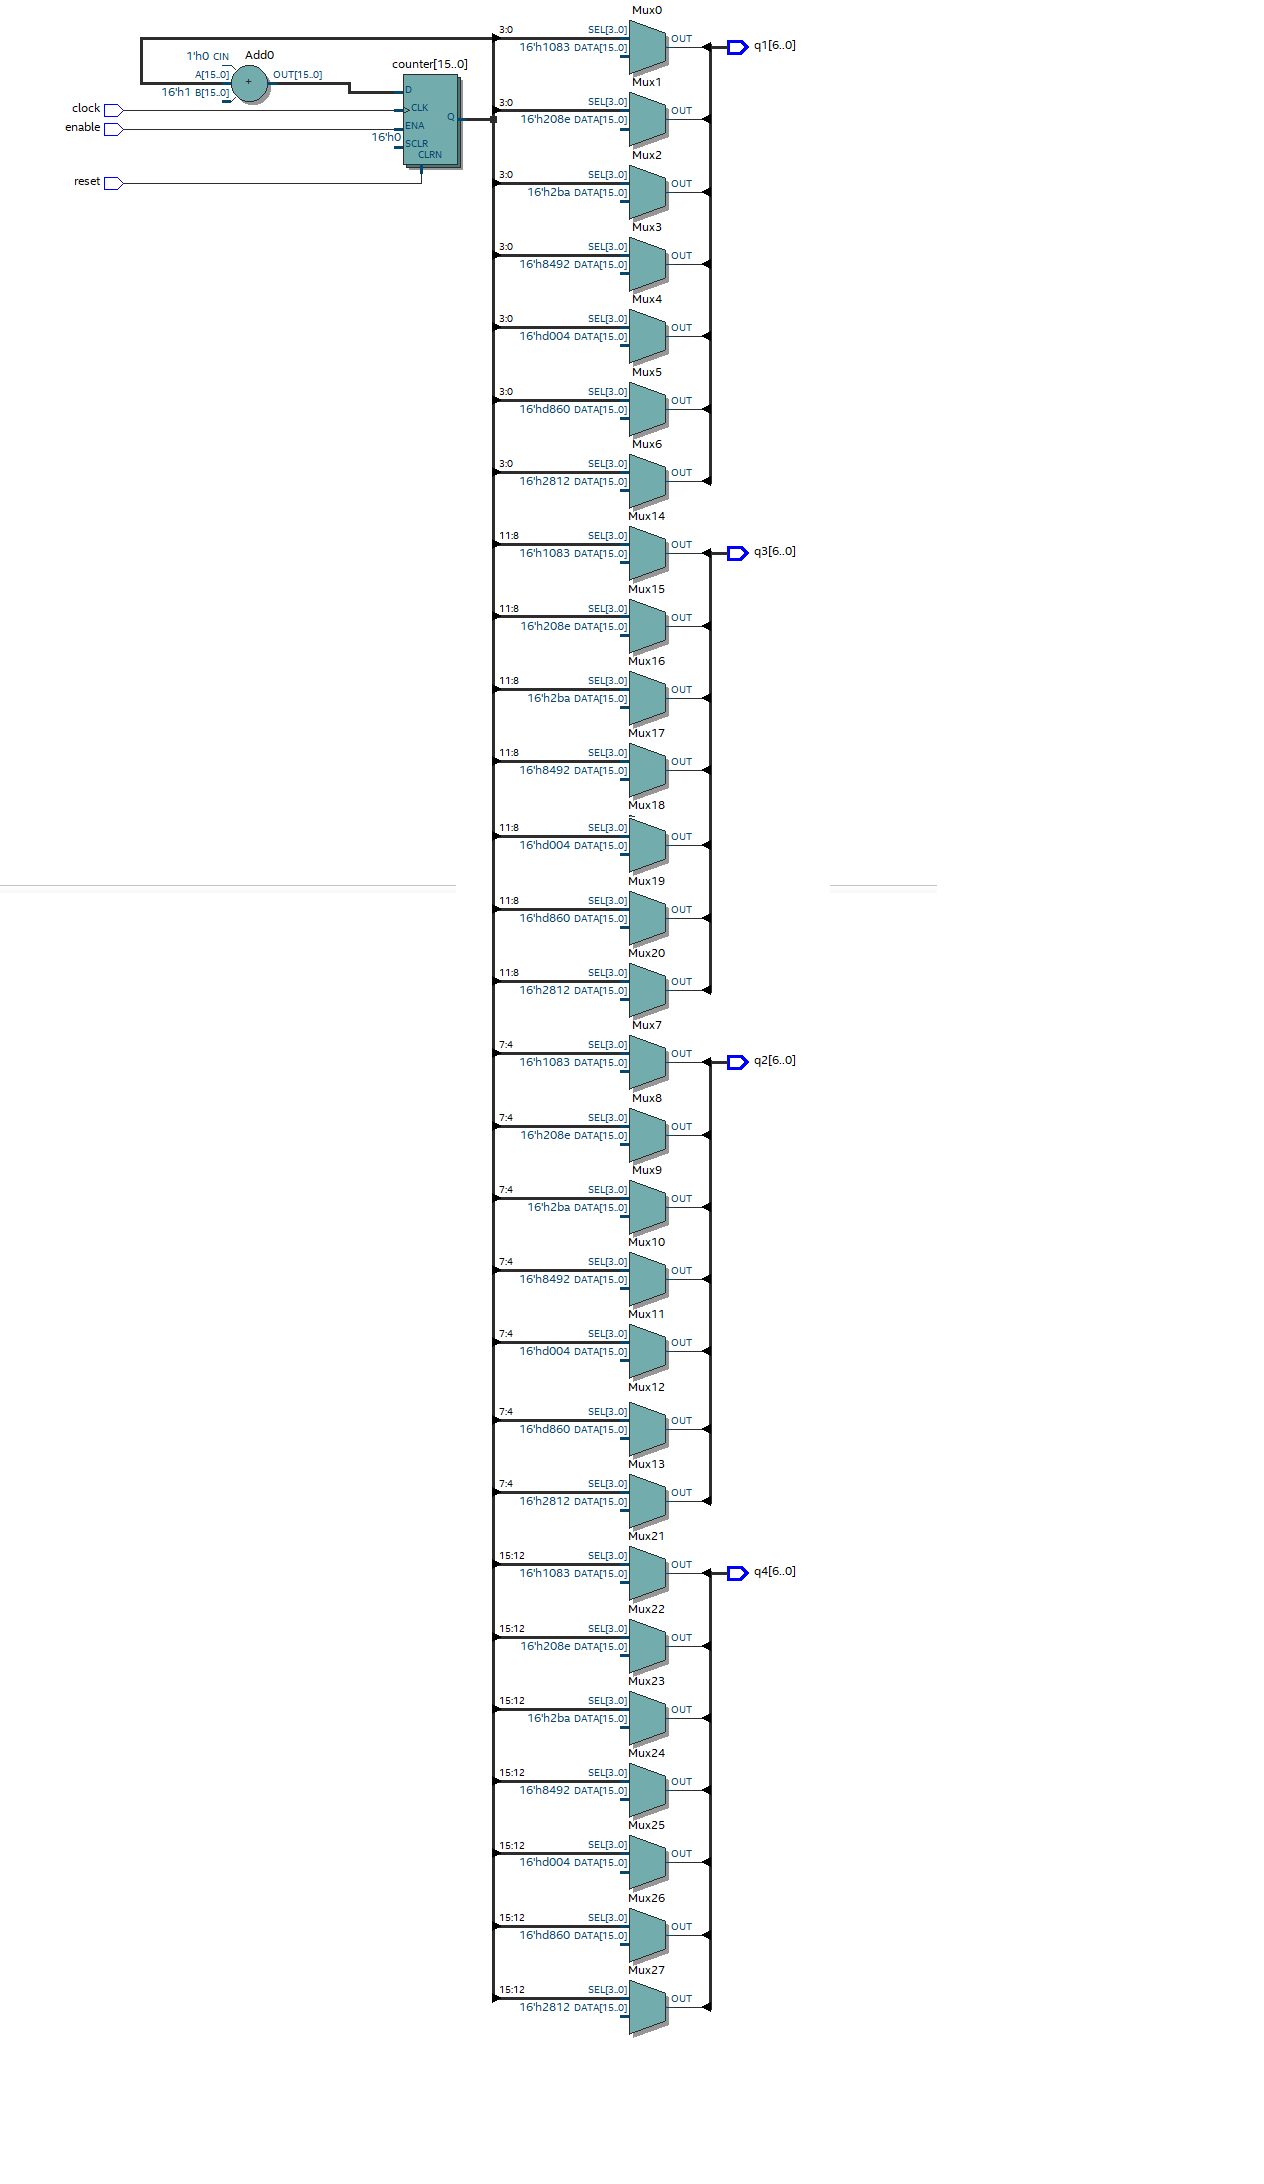 Mux0
3:0 SEL[3..0] OUT
16'h1083 DATA[15..0] q1[6..0]
1'h0 CIN Add0
A[15..0] OUT[15..0]
16'h1 B[15..0]
counter[15..0]
D
clock CLK
enable ENA
Q
16'h0 SCLR
CLRN
reset
Mux1
3:0 SEL[3..0] OUT
16'h208e DATA[15..0]
Mux2
3:0 SEL[3..0] OUT
16'h2ba DATA[15..0]
Mux3
3:0 SEL[3..0] OUT
16'h8492 DATA[15..0]
Mux4
3:0 SEL[3..0] OUT
16'hd004 DATA[15..0]
Mux5
3:0 SEL[3..0] OUT
16'hd860 DATA[15..0]
Mux6
3:0 SEL[3..0] OUT
16'h2812 DATA[15..0]
Mux14
11:8 SEL[3..0] OUT
16'h1083 DATA[15..0] q3[6..0]
Mux15
11:8 SEL[3..0] OUT
16'h208e DATA[15..0]
Mux16
11:8 SEL[3..0] OUT
16'h2ba DATA[15..0]
Mux17
11:8 SEL[3..0] OUT
16'h8492 DATA[15..0]
Mux18
11:8 SEL[3..0] OUT
16'hd004 DATA[15..0]
Mux19
11:8 SEL[3..0] OUT
16'hd860 DATA[15..0]
Mux20
11:8 SEL[3..0] OUT
16'h2812 DATA[15..0]
Mux7
7:4 SEL[3..0] OUT
16'h1083 DATA[15..0] q2[6..0]
Mux8
7:4 SEL[3..0] OUT
16'h208e DATA[15..0]
Mux9
7:4 SEL[3..0] OUT
16'h2ba DATA[15..0]
Mux10
7:4 SEL[3..0] OUT
16'h8492 DATA[15..0]
Mux11
7:4 SEL[3..0] OUT
16'hd004 DATA[15..0]
Mux12
7:4 SEL[3..0] OUT
16'hd860 DATA[15..0]
Mux13
7:4 SEL[3..0] OUT
16'h2812 DATA[15..0]
Mux21
15:12 SEL[3..0] OUT
16'h1083 DATA[15..0] q4[6..0]
Mux22
15:12 SEL[3..0] OUT
16'h208e DATA[15..0]
Mux23
15:12 SEL[3..0] OUT
16'h2ba DATA[15..0]
Mux24
15:12 SEL[3..0] OUT
16'h8492 DATA[15..0]
Mux25
15:12 SEL[3..0] OUT
16'hd004 DATA[15..0]
Mux26
15:12 SEL[3..0] OUT
16'hd860 DATA[15..0]
Mux27
15:12 SEL[3..0] OUT
16'h2812 DATA[15..0]